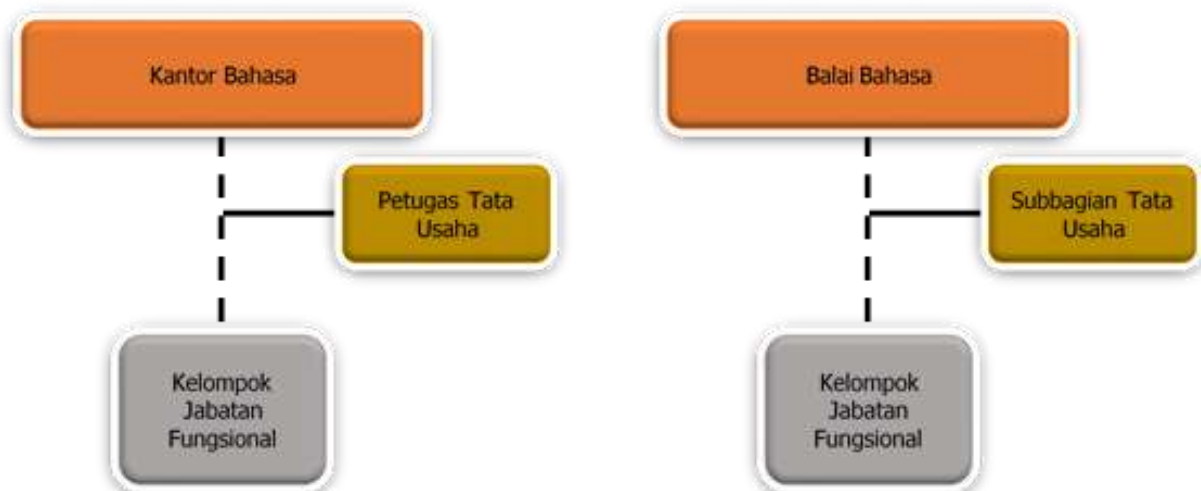 Kantor Bahasa
Petugas Tata
Usaha
Kelompok
Jabatan
Fungsional
Balai Bahasa
Subbagian Tata
Usaha
Kelompok
Jabatan
Fungsional